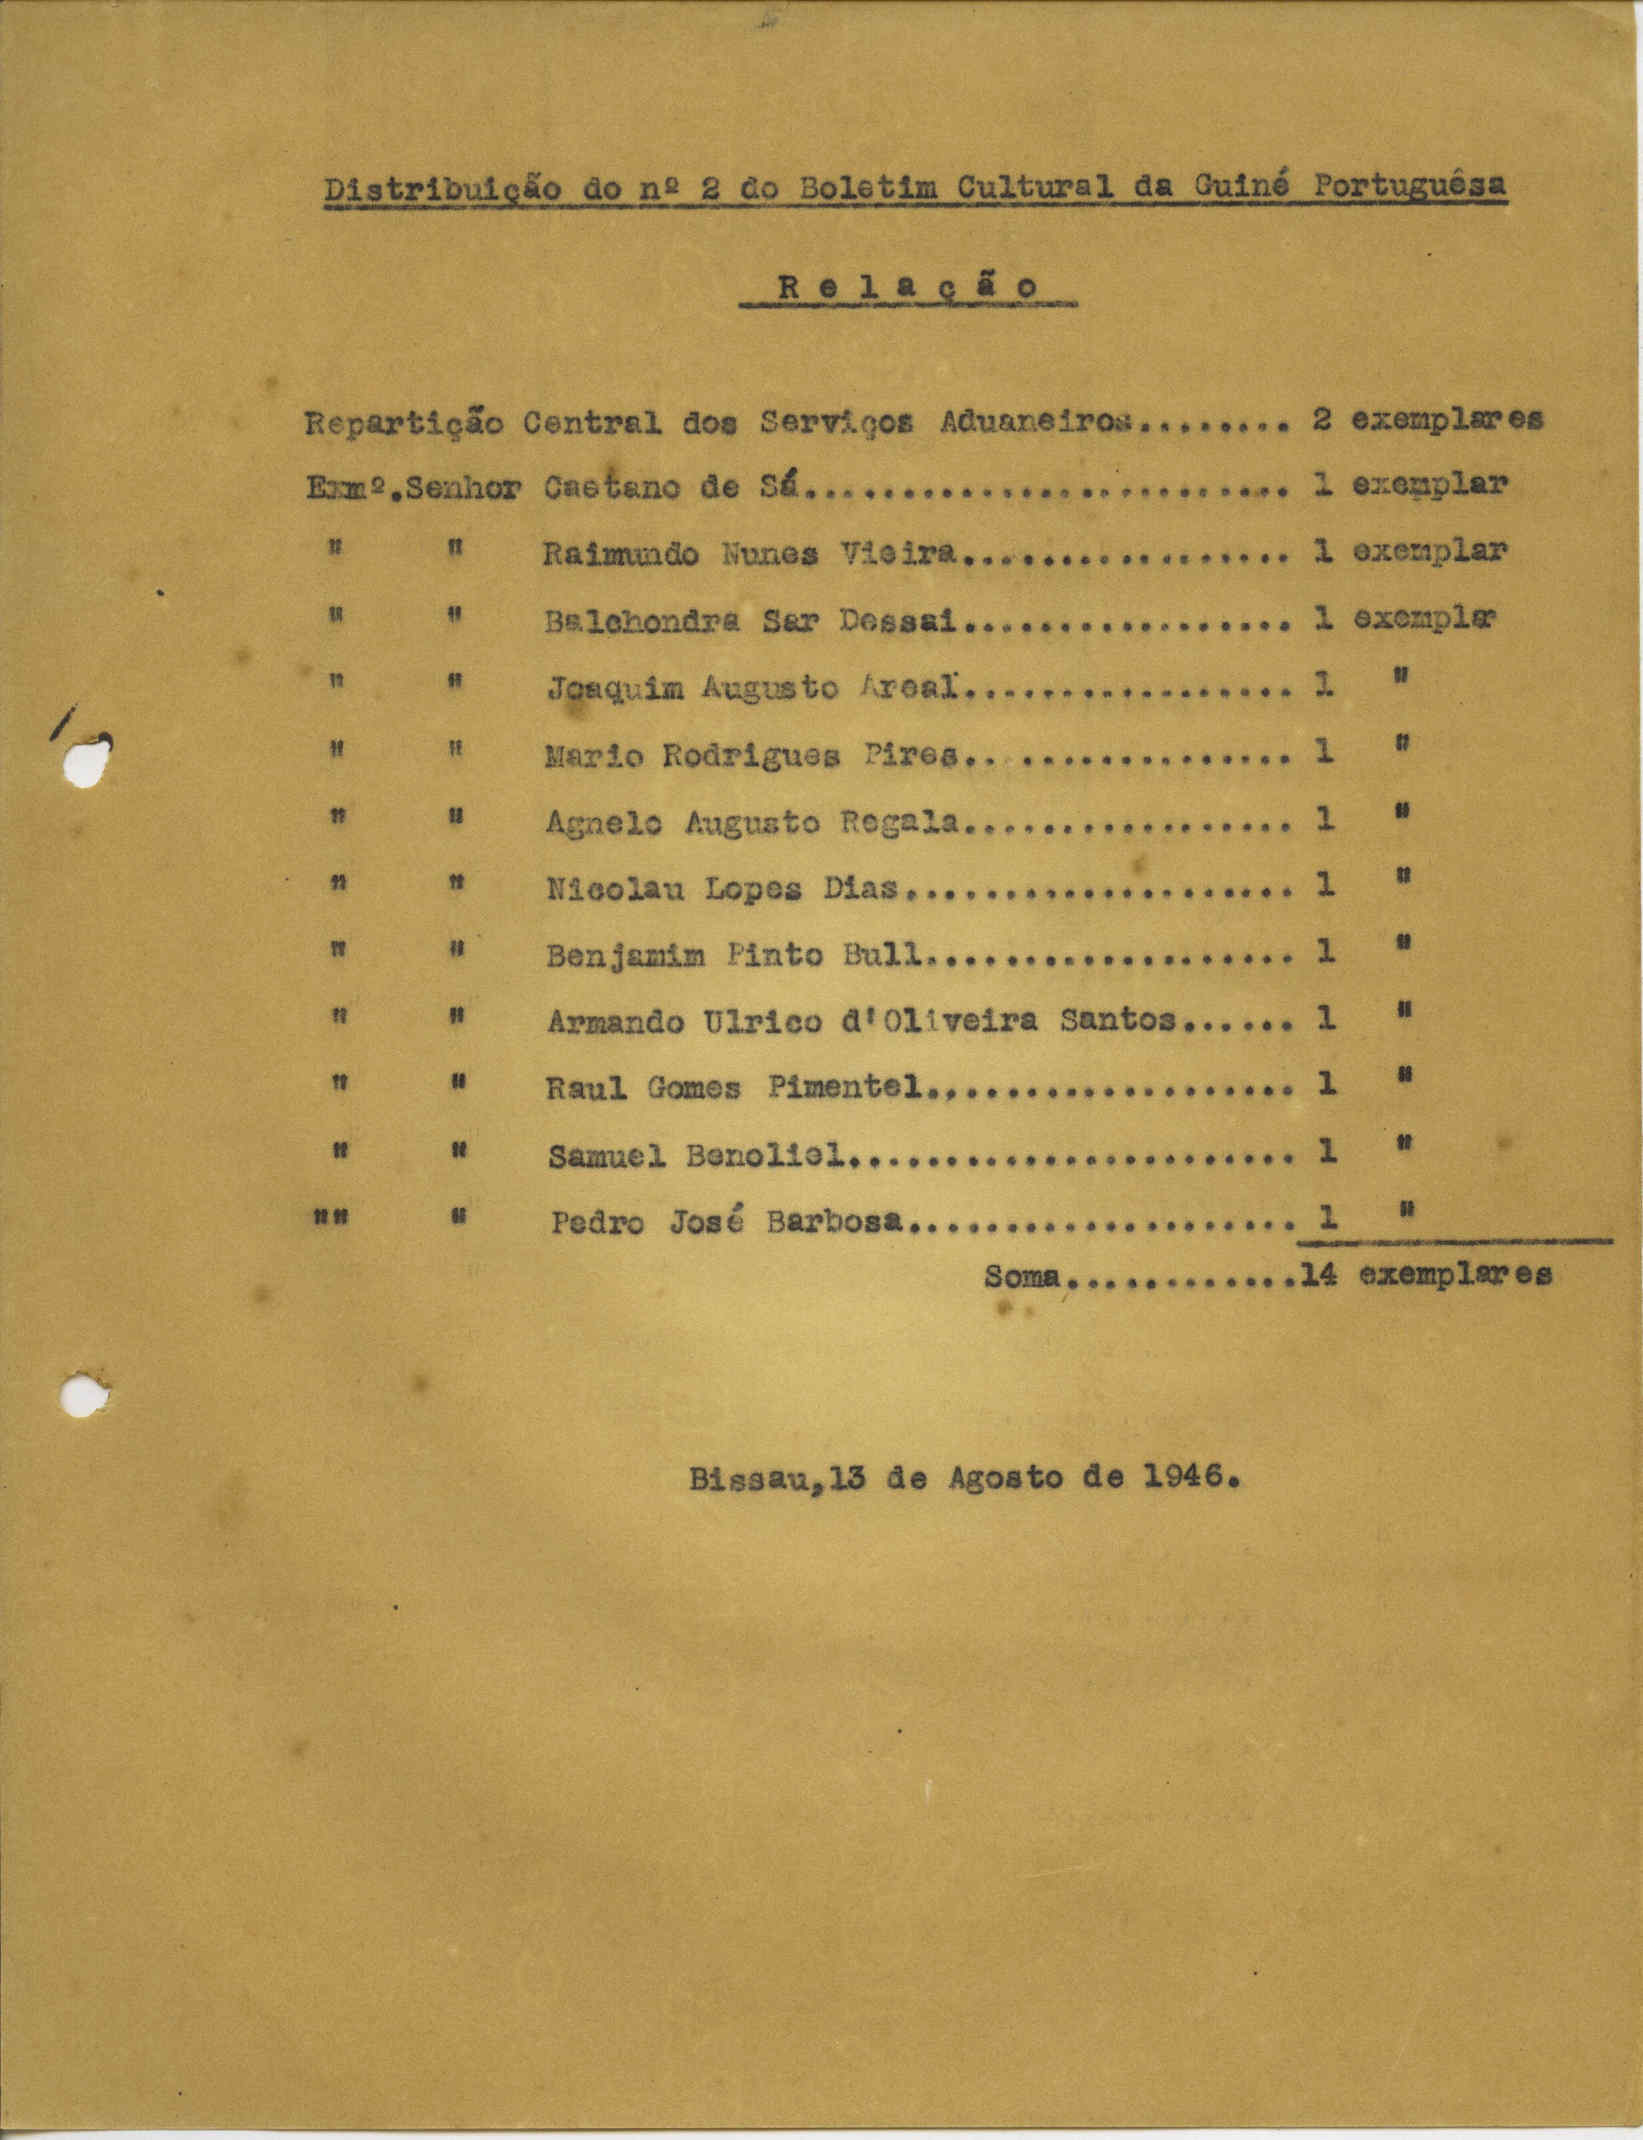 Distribuição do nº 2 do Boletim Cultural da Guiné Portuguêsa
R e l a ç ã o
Repartição Central dos Serviços Aduaneiros........ 2 exemplares
Exmº.Senhor Caetano de Sá......................... 1 exemplar
" " Raimundo Nunes Vieira................. 1 exemplar
" " Balchondra Sar Dessai................. 1 exemplar
" " Joaquim Augusto Areal................. 1 "
" " Mario Rodrigues Pires.. .............. 1 "
" " Agnelo Augusto Regala................. 1 "
" " Nicolau Lopes Dias.................... 1 "
" " Benjamim Pinto Bull................... 1 "
" " Armando Ulrico d'Oliveira Santos...... 1 "
" " Raul Gomes Pimentel.,................. 1 "
" " Samuel Benoliel....................... 1 "
"" " Pedro José Barbosa.................... 1 "
Soma............14 exemplares
Bissau,13 de Agosto de 1946.